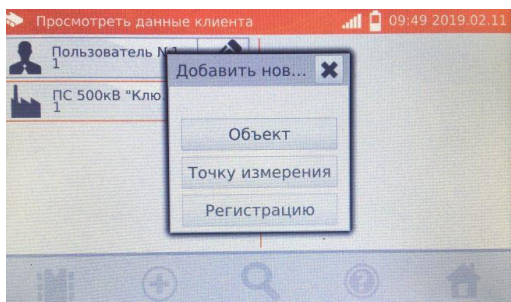 Просмотреть данные клиента 09:49 2019.02.11
Пользователь №1
1
ПС 500кВ "Клю
1
Добавить нов...
Объект
Точку измерения
Регистрацию